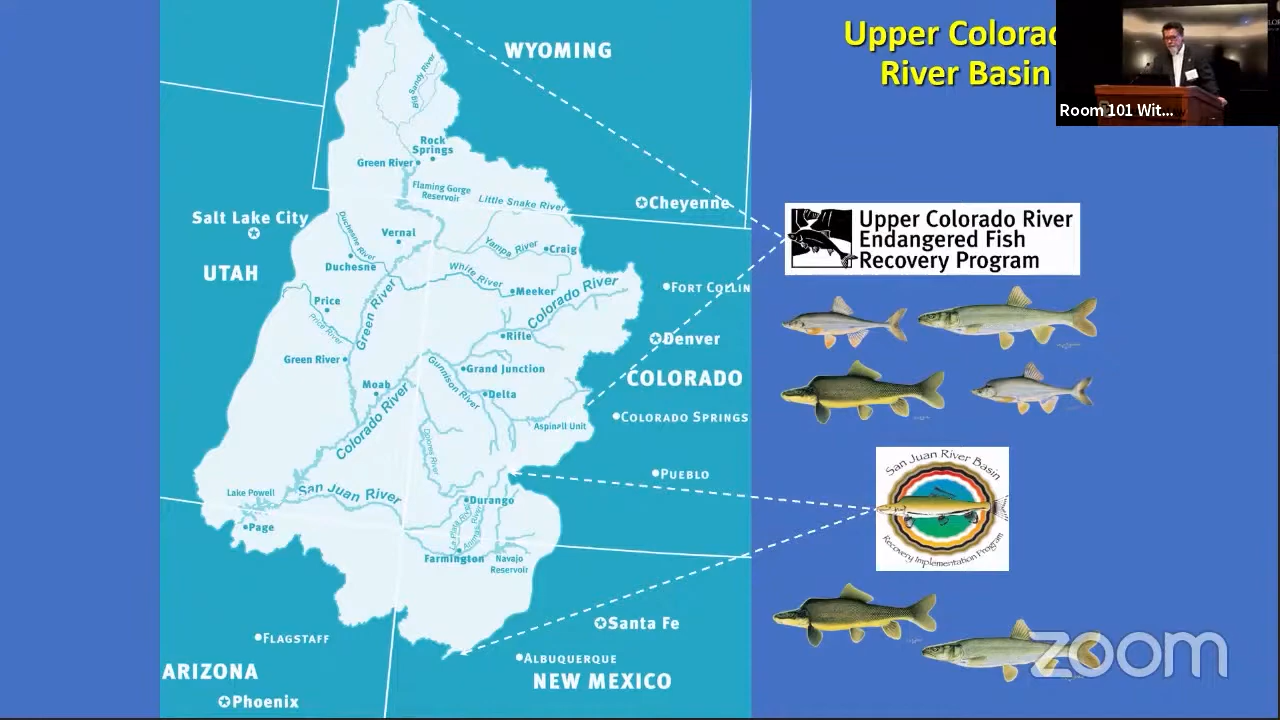 WYOMING
Upper Colorad
River Basin
Room 101 Wit...
Big Sandy River
Rock
Springs
Green River
Flaming Gorge
Reservoir
Little Snake River
Cheyenne
Salt Lake City
Duchesne River
Vernal
Yampa River
Craig
Upper Colorado River
Endangered Fish
Recovery Program
UTAH
Duchesne
White River
Meeker
Colorado River
FORT COLLIN
Price
Price River
Green River
Rifle
Denver
Green River
Grand Junction
COLORADO
Moab
Gunnison River
Delta
Colorado River
Aspinall Unit
COLORADO SPRINGS
Dolores River
PUEBLO
San Juan River Basin
Recovery Implementation Program
Lake Powell
San Juan River
Durango
Page
La Plata River
Animas River
Farmington
Navajo
Reservoir
FLAGSTAFF
Santa Fe
ARIZONA
ALBUQUERQUE
NEW MEXICO
Phoenix
zoom